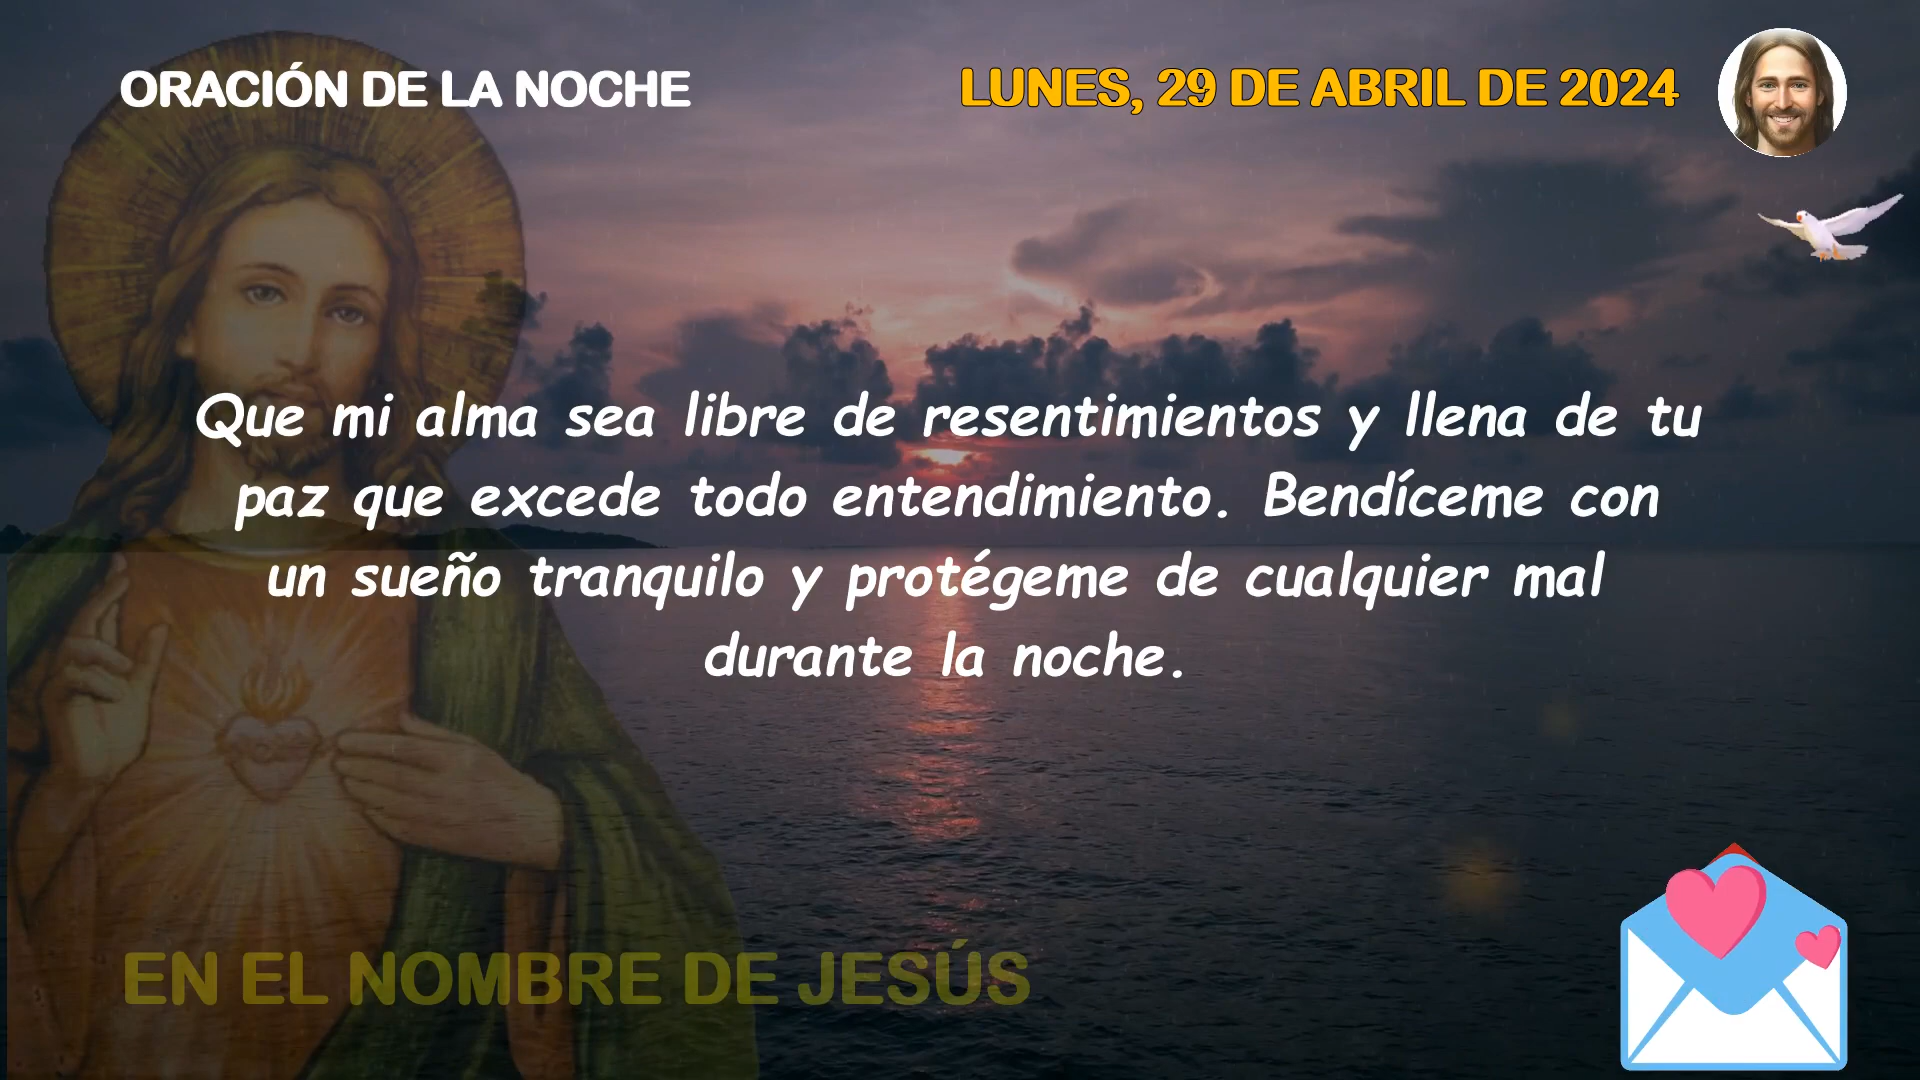 ORACIÓN DE LA NOCHE
LUNES, 29 DE ABRIL DE 2024
Que mi alma sea libre de resentimientos y llena de tu
paz que excede todo entendimiento. Bendíceme con
un sueño tranquilo y protégeme de cualquier mal
durante la noche.
EN EL NOMBRE DE JESÚS